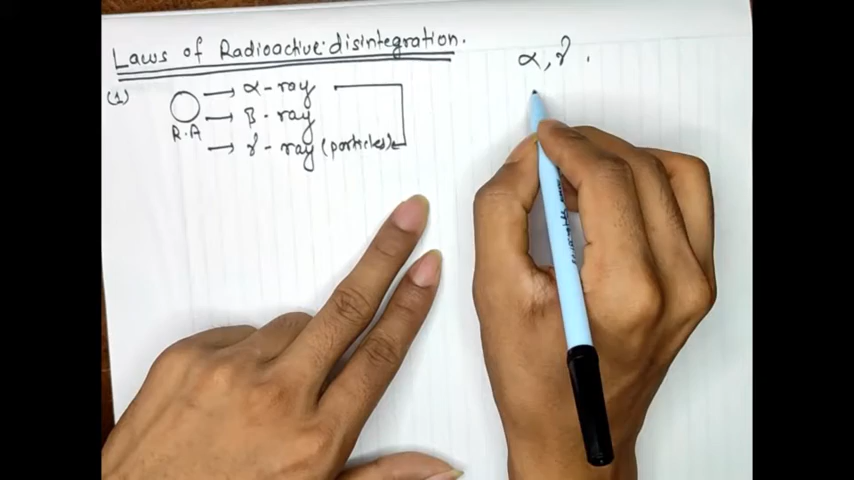 Laws of Radioactive disintegration.
α, γ.
(1) → α - ray
R.A → β - ray
→ γ - ray (particles)